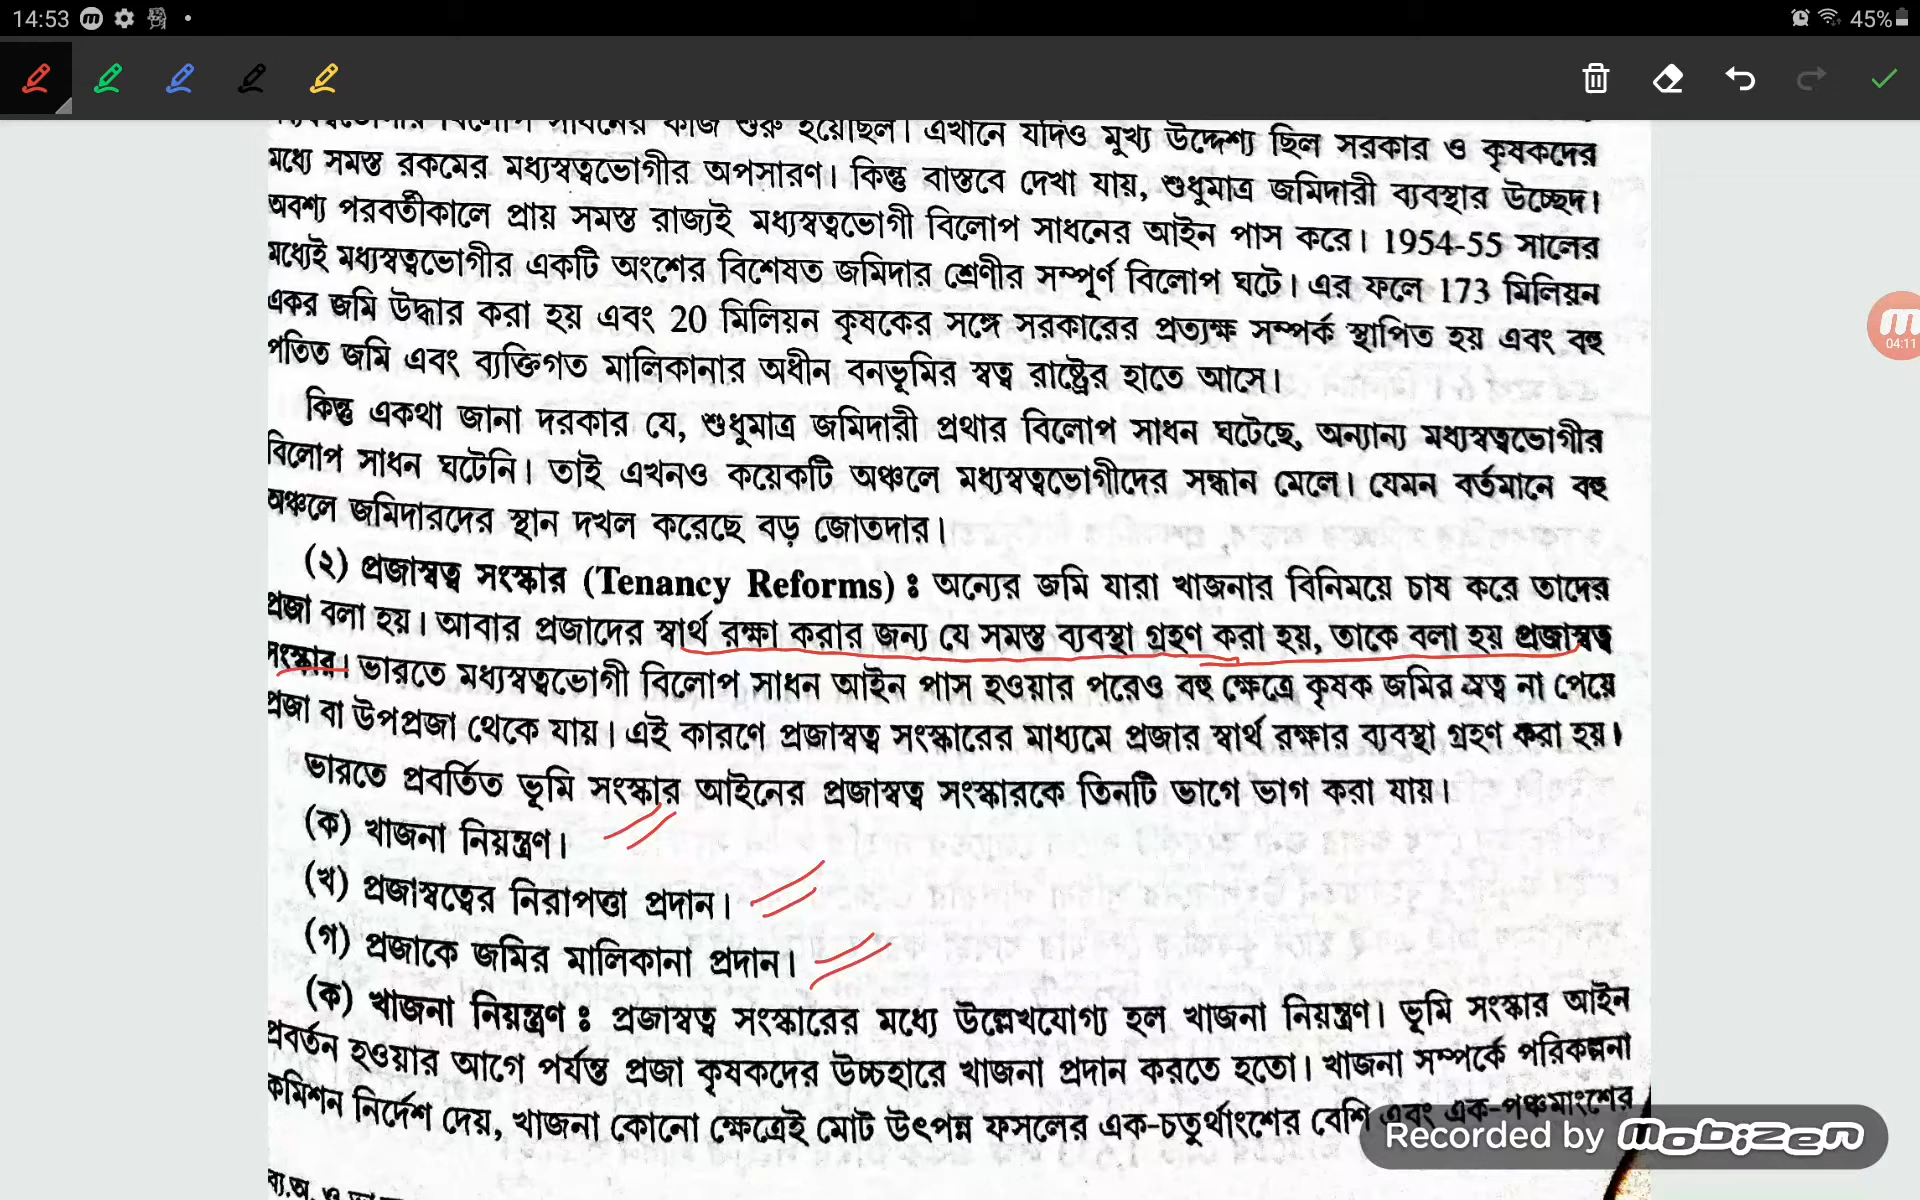 14:53
45%
বিলোপ সাধনের কাজ শুরু হয়েছিল। এখানে যদিও মুখ্য উদ্দেশ্য ছিল সরকার ও কৃষকদের
মধ্যে সমস্ত রকমের মধ্যস্বত্বভোগীর অপসারণ। কিন্তু বাস্তবে দেখা যায়, শুধুমাত্র জমিদারী ব্যবস্থার উচ্ছেদ।
অবশ্য পরবর্তীকালে প্রায় সমস্ত রাজ্যই মধ্যস্বত্বভোগী বিলোপ সাধনের আইন পাস করে। 1954-55 সালের
মধ্যেই মধ্যস্বত্বভোগীর একটি অংশের বিশেষত জমিদার শ্রেণীর সম্পূর্ণ বিলোপ ঘটে। এর ফলে 173 মিলিয়ন
একর জমি উদ্ধার করা হয় এবং 20 মিলিয়ন কৃষকের সঙ্গে সরকারের প্রত্যক্ষ সম্পর্ক স্থাপিত হয় এবং বহু
পতিত জমি এবং ব্যক্তিগত মালিকানার অধীন বনভূমির স্বত্ব রাষ্ট্রের হাতে আসে।
কিন্তু একথা জানা দরকার যে, শুধুমাত্র জমিদারী প্রথার বিলোপ সাধন ঘটেছে, অন্যান্য মধ্যস্বত্বভোগীর
বিলোপ সাধন ঘটেনি। তাই এখনও কয়েকটি অঞ্চলে মধ্যস্বত্বভোগীদের সন্ধান মেলে। যেমন বর্তমানে বহু
অঞ্চলে জমিদারদের স্থান দখল করেছে বড় জোতদার।
(২) প্রজাস্বত্ব সংস্কার (Tenancy Reforms) : অন্যের জমি যারা খাজনার বিনিময়ে চাষ করে তাদের
প্রজা বলা হয়। আবার প্রজাদের স্বার্থ রক্ষা করার জন্য যে সমস্ত ব্যবস্থা গ্রহণ করা হয়, তাকে বলা হয় প্রজাস্বত্ব
সংস্কার। ভারতে মধ্যস্বত্বভোগী বিলোপ সাধন আইন পাস হওয়ার পরেও বহু ক্ষেত্রে কৃষক জমির স্বত্ব না পেয়ে
প্রজা বা উপপ্রজা থেকে যায়। এই কারণে প্রজাস্বত্ব সংস্কারের মাধ্যমে প্রজার স্বার্থ রক্ষার ব্যবস্থা গ্রহণ করা হয়।
ভারতে প্রবর্তিত ভূমি সংস্কার আইনের প্রজাস্বত্ব সংস্কারকে তিনটি ভাগে ভাগ করা যায়।
(ক) খাজনা নিয়ন্ত্রণ।
(খ) প্রজাস্বত্বের নিরাপত্তা প্রদান।
(গ) প্রজাকে জমির মালিকানা প্রদান।
(ক) খাজনা নিয়ন্ত্রণ : প্রজাস্বত্ব সংস্কারের মধ্যে উল্লেখযোগ্য হল খাজনা নিয়ন্ত্রণ। ভূমি সংস্কার আইন
প্রবর্তন হওয়ার আগে পর্যন্ত প্রজা কৃষকদের উচ্চহারে খাজনা প্রদান করতে হতো। খাজনা সম্পর্কে পরিকল্পনা
কমিশন নির্দেশ দেয়, খাজনা কোনো ক্ষেত্রেই মোট উৎপন্ন ফসলের এক-চতুর্থাংশের বেশি এবং এক-পঞ্চমাংশের
04:11
Recorded by mobizen